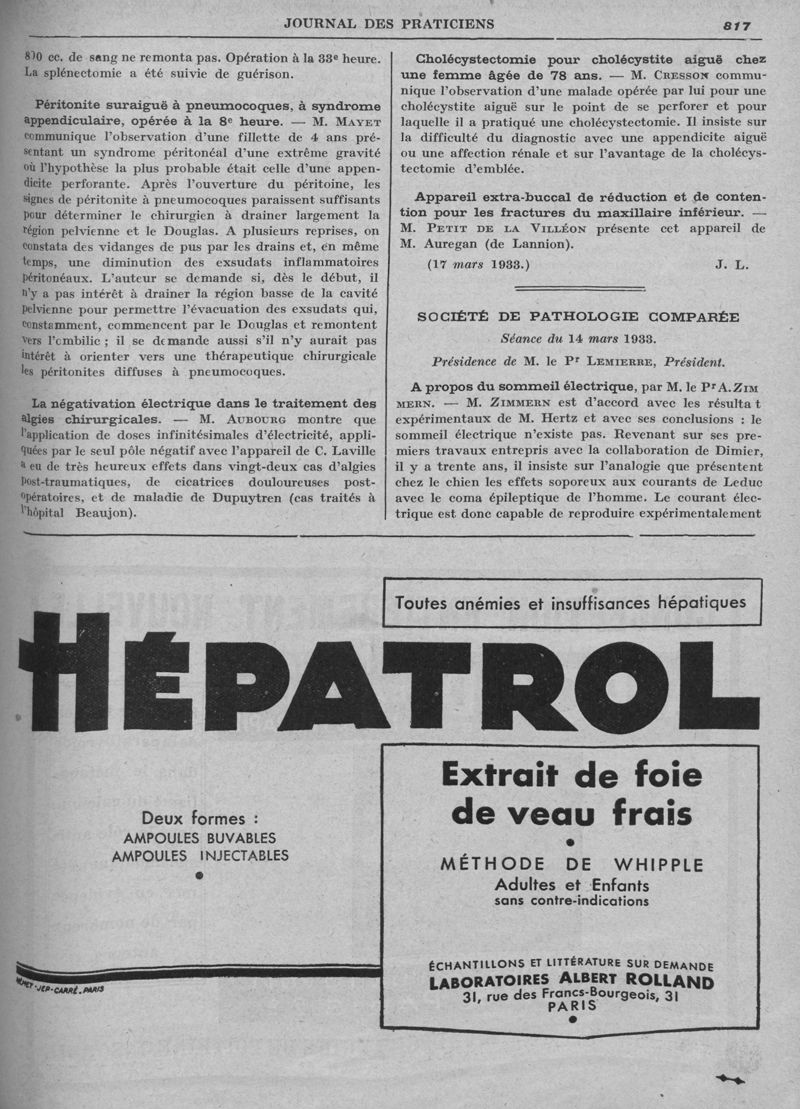 JOURNAL DES PRATICIENS
817
800 cc. de sang ne remonta pas. Opération à la 33e heure.
La splénectomie a été suivie de guérison.
Péritonite suraiguë à pneumocoques, à syndrome
appendiculaire, opérée à la 8e heure. — M. MAYET
communique l'observation d'une fillette de 4 ans pré-
sentant un syndrome péritonéal d'une extrême gravité
où l'hypothèse la plus probable était celle d'une appen-
dicite perforante. Après l'ouverture du péritoine, les
signes de péritonite à pneumocoques paraissent suffisants
pour déterminer le chirurgien à drainer largement la
région pelvienne et le Douglas. A plusieurs reprises, on
constata des vidanges de pus par les drains et, en même
temps, une diminution des exsudats inflammatoires
péritonéaux. L'auteur se demande si, dès le début, il
n'y a pas intérêt à drainer la région basse de la cavité
pelvienne pour permettre l'évacuation des exsudats qui,
constamment, commencent par le Douglas et remontent
vers l'ombilic ; il se demande aussi s'il n'y aurait pas
intérêt à orienter vers une thérapeutique chirurgicale
les péritonites diffuses à pneumocoques.
La négativation électrique dans le traitement des
algies chirurgicales. — M. AUBOURG montre que
l'application de doses infinitésimales d'électricité, appli-
quées par le seul pôle négatif avec l'appareil de C. Laville
a eu de très heureux effets dans vingt-deux cas d'algies
post-traumatiques, de cicatrices douloureuses post-
opératoires, et de maladie de Dupuytren (cas traités à
l'hôpital Beaujon).
Cholécystectomie pour cholécystite aiguë chez
une femme âgée de 78 ans. — M. CRESSON commu-
nique l'observation d'une malade opérée par lui pour une
cholécystite aiguë sur le point de se perforer et pour
laquelle il a pratiqué une cholécystectomie. Il insiste sur
la difficulté du diagnostic avec une appendicite aiguë
ou une affection rénale et sur l'avantage de la cholécys-
tectomie d'emblée.
Appareil extra-buccal de réduction et de conten-
tion pour les fractures du maxillaire inférieur. —
M. PETIT DE LA VILLÉON présente cet appareil de
M. Auregan (de Lannion).
(17 mars 1933.) J. L.
SOCIÉTÉ DE PATHOLOGIE COMPARÉE
Séance du 14 mars 1933.
Présidence de M. le Pr LEMIERRE, Président.
A propos du sommeil électrique, par M. le Pr A. ZIM
MERN. — M. ZIMMERN est d'accord avec les résulta t
expérimentaux de M. Hertz et avec ses conclusions : le
sommeil électrique n'existe pas. Revenant sur ses pre-
miers travaux entrepris avec la collaboration de Dimier,
il y a trente ans, il insiste sur l'analogie que présentent
chez le chien les effets soporeux aux courants de Leduc
avec le coma épileptique de l'homme. Le courant élec-
trique est donc capable de reproduire expérimentalement
Toutes anémies et insuffisances hépatiques
HÉPATROL
Deux formes :
AMPOULES BUVABLES
AMPOULES INJECTABLES
Extrait de foie
de veau frais
MÉTHODE DE WHIPPLE
Adultes et Enfants
sans contre-indications
ÉCHANTILLONS ET LITTÉRATURE SUR DEMANDE
LABORATOIRES ALBERT ROLLAND
31, rue des Francs-Bourgeois, 31
PARIS
JEP-CARRÉ-PARIS